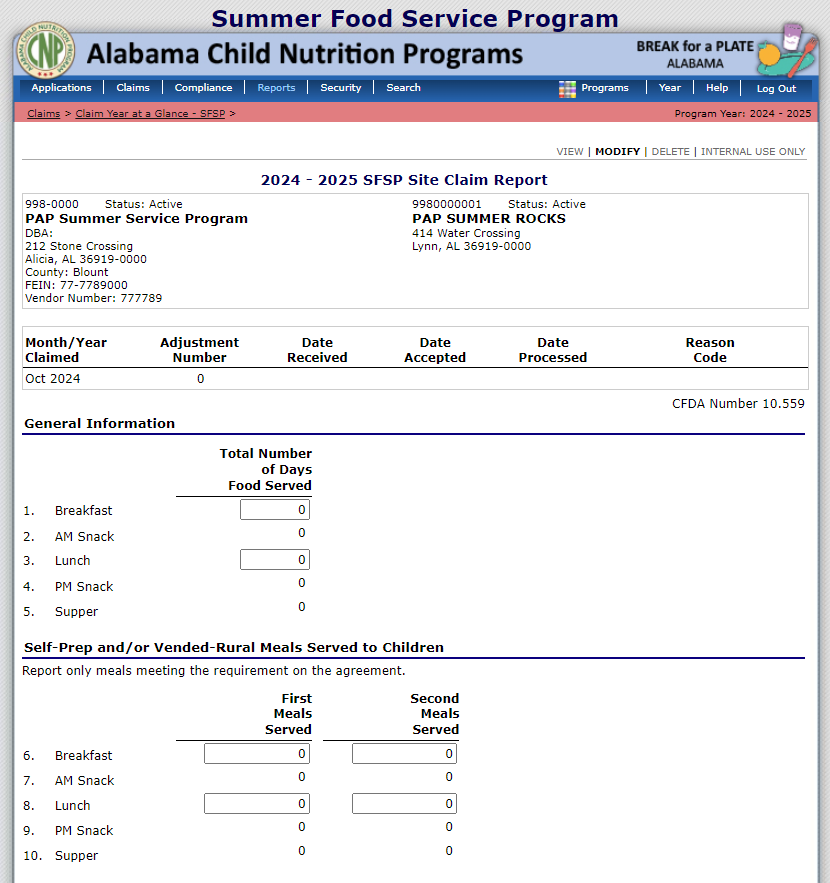 Summer Food Service Program
ALABAMA CHILD NUTRITION PROGRAMS
CNP
Alabama Child Nutrition Programs
BREAK for a PLATE
ALABAMA
Applications Claims Compliance Reports Security Search Programs Year Help Log Out
Claims > Claim Year at a Glance - SFSP > Program Year: 2024 - 2025
VIEW | MODIFY | DELETE | INTERNAL USE ONLY
2024 - 2025 SFSP Site Claim Report
998-0000 Status: Active
PAP Summer Service Program
DBA:
212 Stone Crossing
Alicia, AL 36919-0000
County: Blount
FEIN: 77-7789000
Vendor Number: 777789
9980000001 Status: Active
PAP SUMMER ROCKS
414 Water Crossing
Lynn, AL 36919-0000
Month/Year Adjustment Date Date Date Reason
Claimed Number Received Accepted Processed Code
Oct 2024 0
CFDA Number 10.559
General Information
Total Number
of Days
Food Served
1. Breakfast 0
2. AM Snack 0
3. Lunch 0
4. PM Snack 0
5. Supper 0
Self-Prep and/or Vended-Rural Meals Served to Children
Report only meals meeting the requirement on the agreement.
First Second
Meals Meals
Served Served
6. Breakfast 0 0
7. AM Snack 0 0
8. Lunch 0 0
9. PM Snack 0 0
10. Supper 0 0